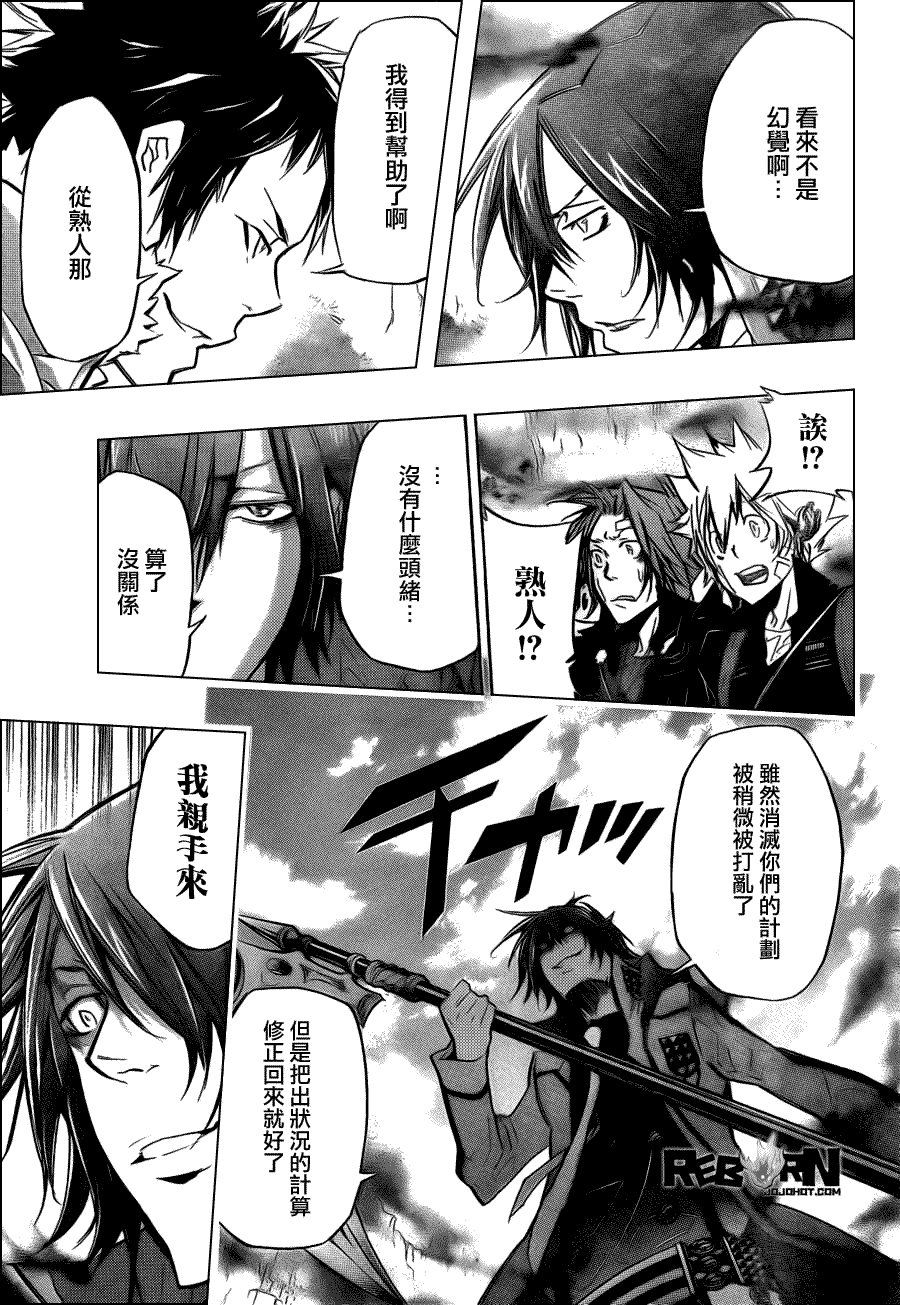 看來不是
幻覺啊…
我得到幫助了啊
從熟人那
誒!?
熟人!?
…
沒有什麼頭緒…
算了
沒關係
雖然消滅你們的計劃
被稍微被打亂了
但是把出狀況的計算
修正回來就好了
我親手來
REBORN
JOJOHOT.COM